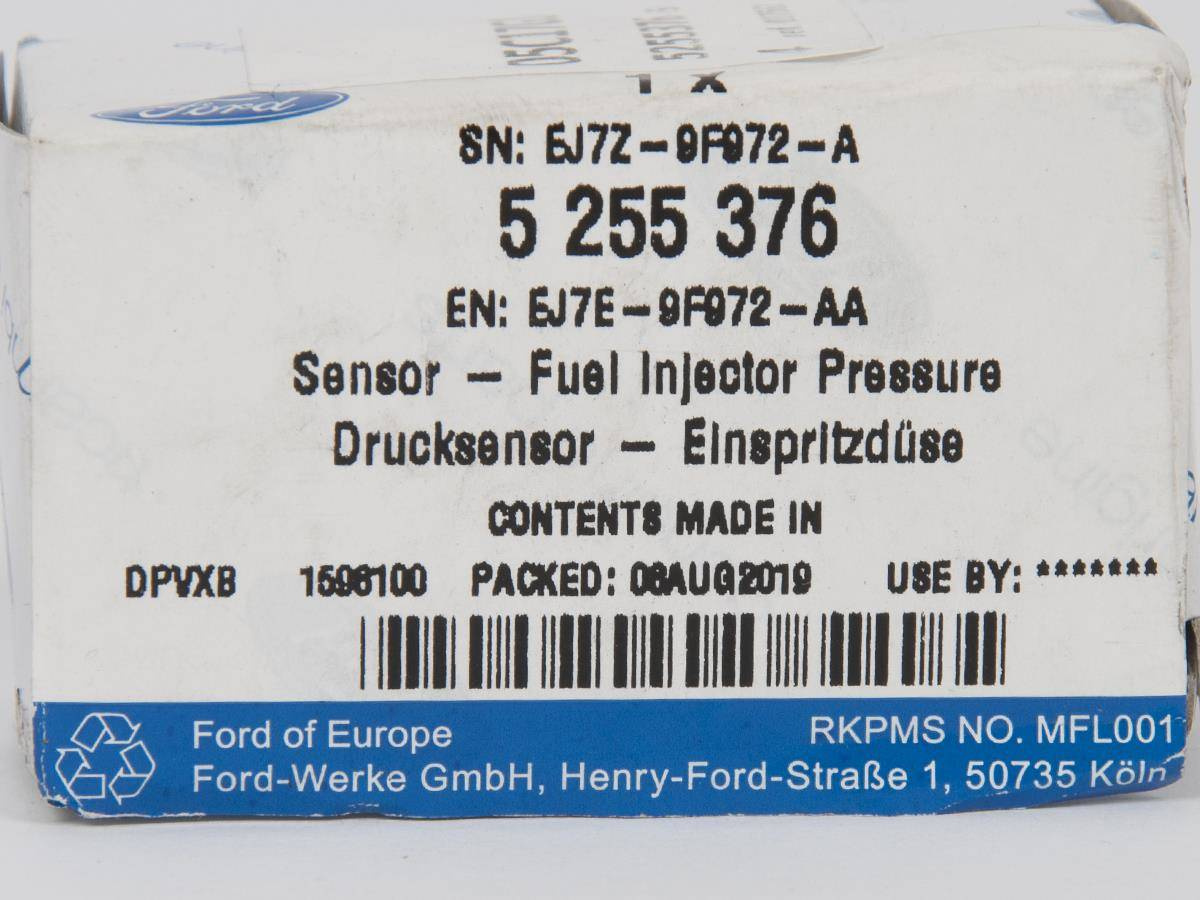 Ford
1 X
SN: EJ7Z-9F972-A
5 255 376
EN: EJ7E-9F972-AA
Sensor - Fuel Injector Pressure
Drucksensor - Einspritzdüse
CONTENTS MADE IN
DPVXB 1596100 PACKED: 06AUG2019 USE BY: *******
Ford of Europe RKPMS NO. MFL001
Ford-Werke GmbH, Henry-Ford-Straße 1, 50735 Köln